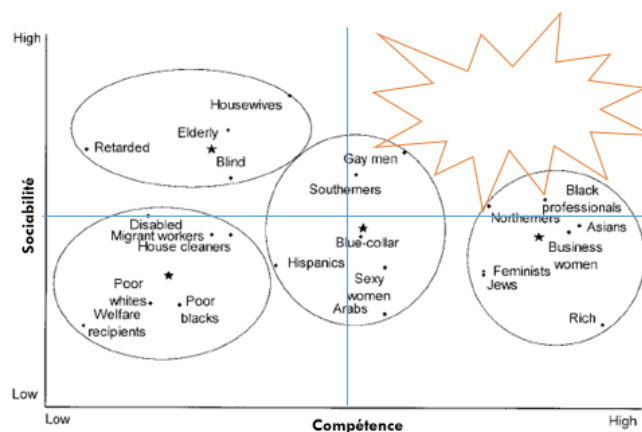 High
Housewives
Elderly
Retarded
Blind
Gay men
Southerners
Black
professionals
Northerners
Asians
Disabled
Migrant workers
House cleaners
Blue-collar
Business
women
Hispanics
Feminists
Jews
Sexy
women
Poor
whites
Poor
blacks
Welfare
recipients
Arabs
Rich
Sociabilité
Low
Low
Compétence
High